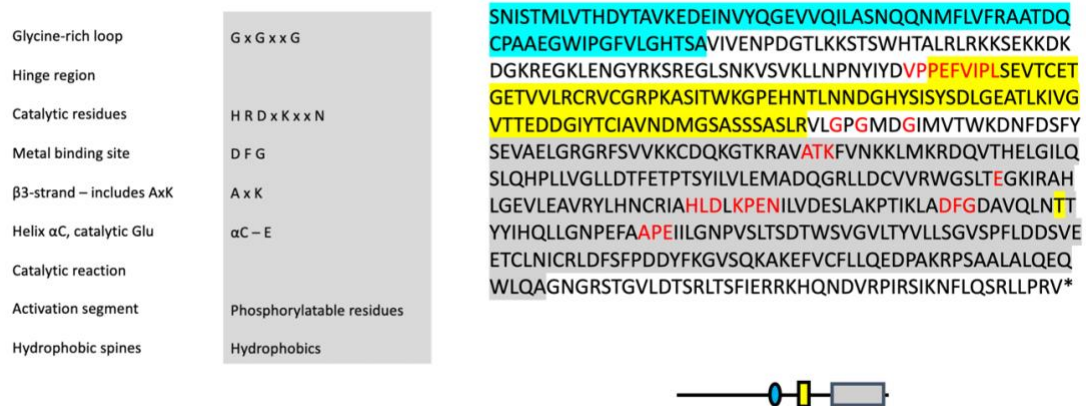 Glycine-rich loop G x G x x G
Hinge region
Catalytic residues H R D x K x x N
Metal binding site D F G
β3-strand – includes AxK A x K
Helix αC, catalytic Glu αC – E
Catalytic reaction
Activation segment Phosphorylatable residues
Hydrophobic spines Hydrophobics
SNISTMLVTHDYTAVKEDEINVYQGEVVQILASNQQNMFLVFRAATDQ
CPAAEGWIPGFVLGHTSAVIVENPDGTLKKSTSWHTALRLRKKSEKKDK
DGKREGKLENGYRKSREGLSNKVSVKLLNPNYIYDVPPEFVIPLSEVTCET
GETVVLRCRVCGRPKASITWKGPEHNTLNNDGHYSISYSDLGEATLKIVG
VTTEDDGIYTCIAVNDMGSASSSASLRVLGPGMDGIMVTWKDNFDSFY
SEVAELGRGRFSVVKKCDQKGTKRAVATKFVNKKLMKRDQVTHELGILQ
SLQHPLLVGLLDTFETPTSYILVLEMADQGRLLDCVVRWGSLTEGKIRAH
LGEVLEAVRYLHNCRIAHLDLKPENILVDESLAKPTIKLADFGDAVQLNTT
YYIHQLLGNPEFAAPEIILGNPVSLTSDTWSVGVLTYVLLSGVSPFLDDSVE
ETCLNICRLDFSFPDDYFKGVSQKAKEFVCFLLQEDPAKRPSAALALQEQ
WLQAGNGRSTGVLDTSRLTSFIERRKHQNDVRPIRSIKNFLQSRLLPRV*